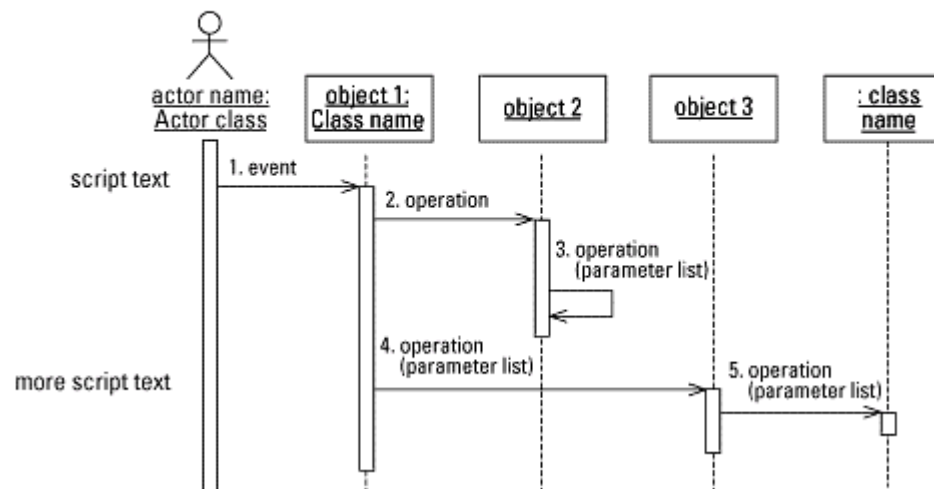 actor name:
Actor class
object 1:
Class name
object 2
object 3
: class
name
script text
1. event
2. operation
3. operation
(parameter list)
4. operation
(parameter list)
more script text
5. operation
(parameter list)